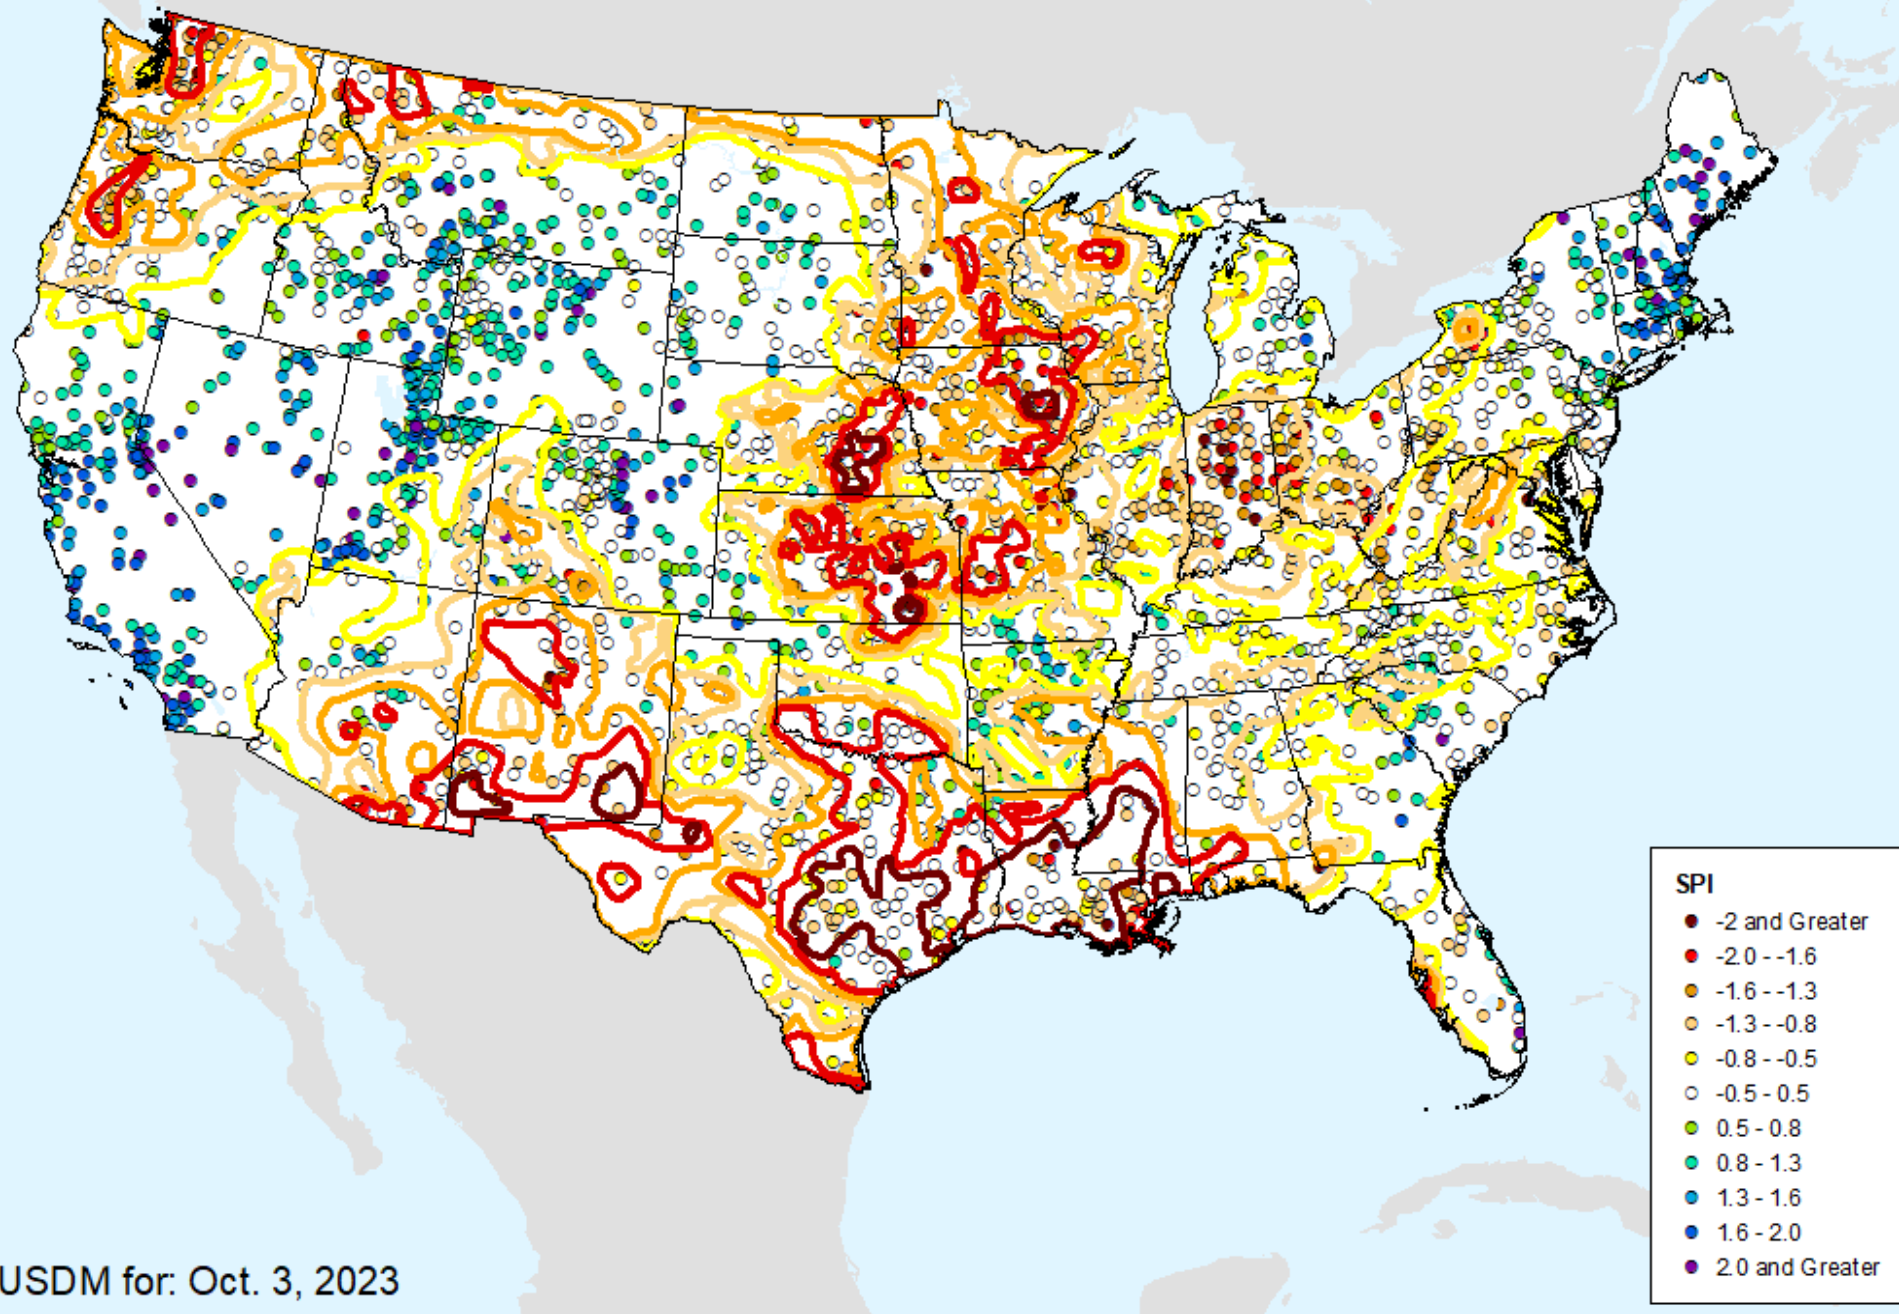 SPI
-2 and Greater
-2.0 - -1.6
-1.6 - -1.3
-1.3 - -0.8
-0.8 - -0.5
-0.5 - 0.5
0.5 - 0.8
0.8 - 1.3
1.3 - 1.6
1.6 - 2.0
2.0 and Greater
USDM for: Oct. 3, 2023